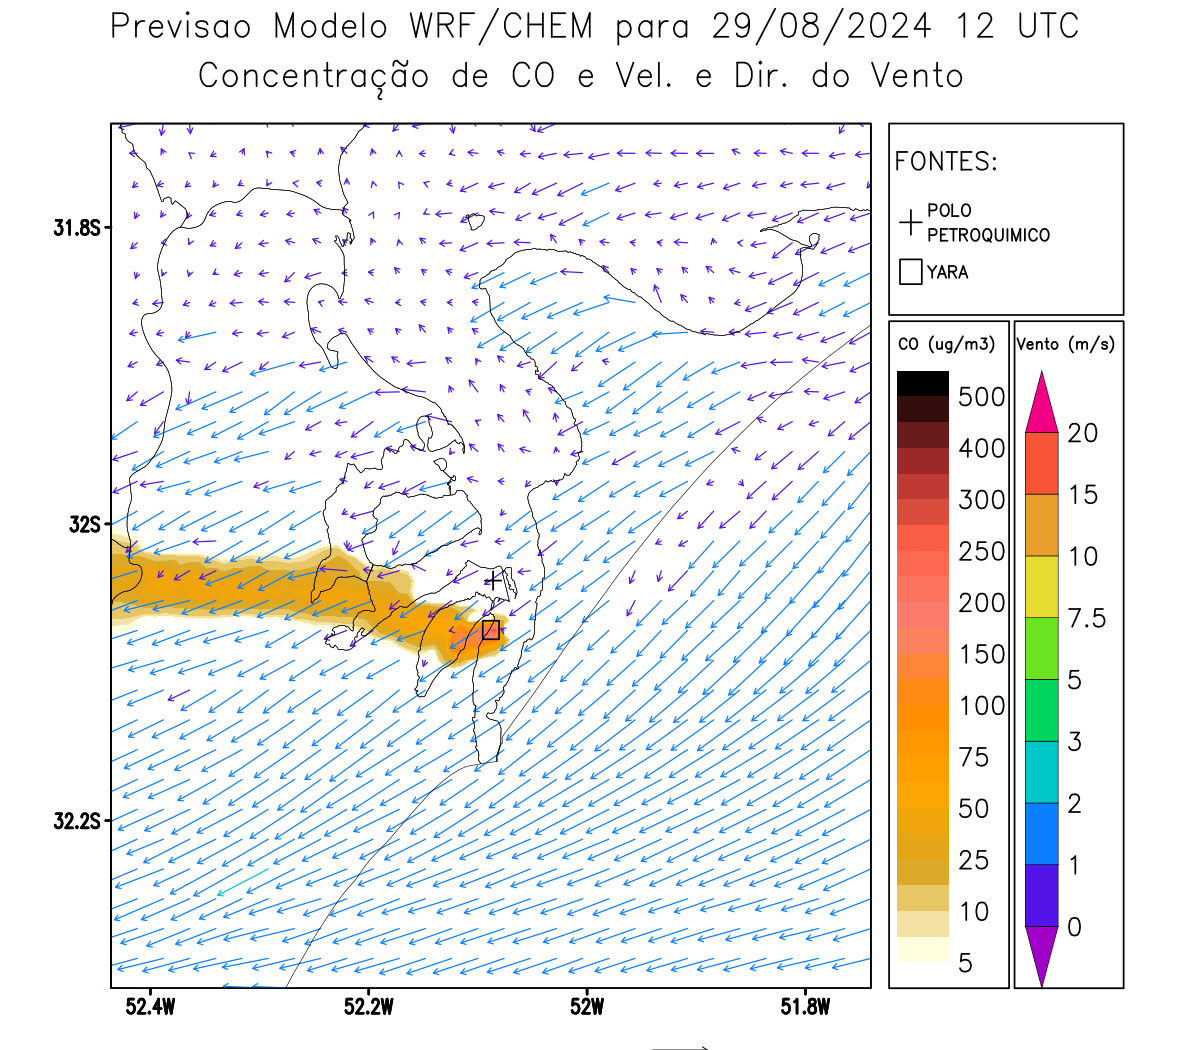 Previsao Modelo WRF/CHEM para 29/08/2024 12 UTC
Concentração de CO e Vel. e Dir. do Vento
FONTES:
POLO
PETROQUIMICO
YARA
CO (ug/m3)
500
400
300
250
200
150
100
75
50
25
10
5
Vento (m/s)
20
15
10
7.5
5
3
2
1
0
31.8S
32S
32.2S
52.4W
52.2W
52W
51.8W